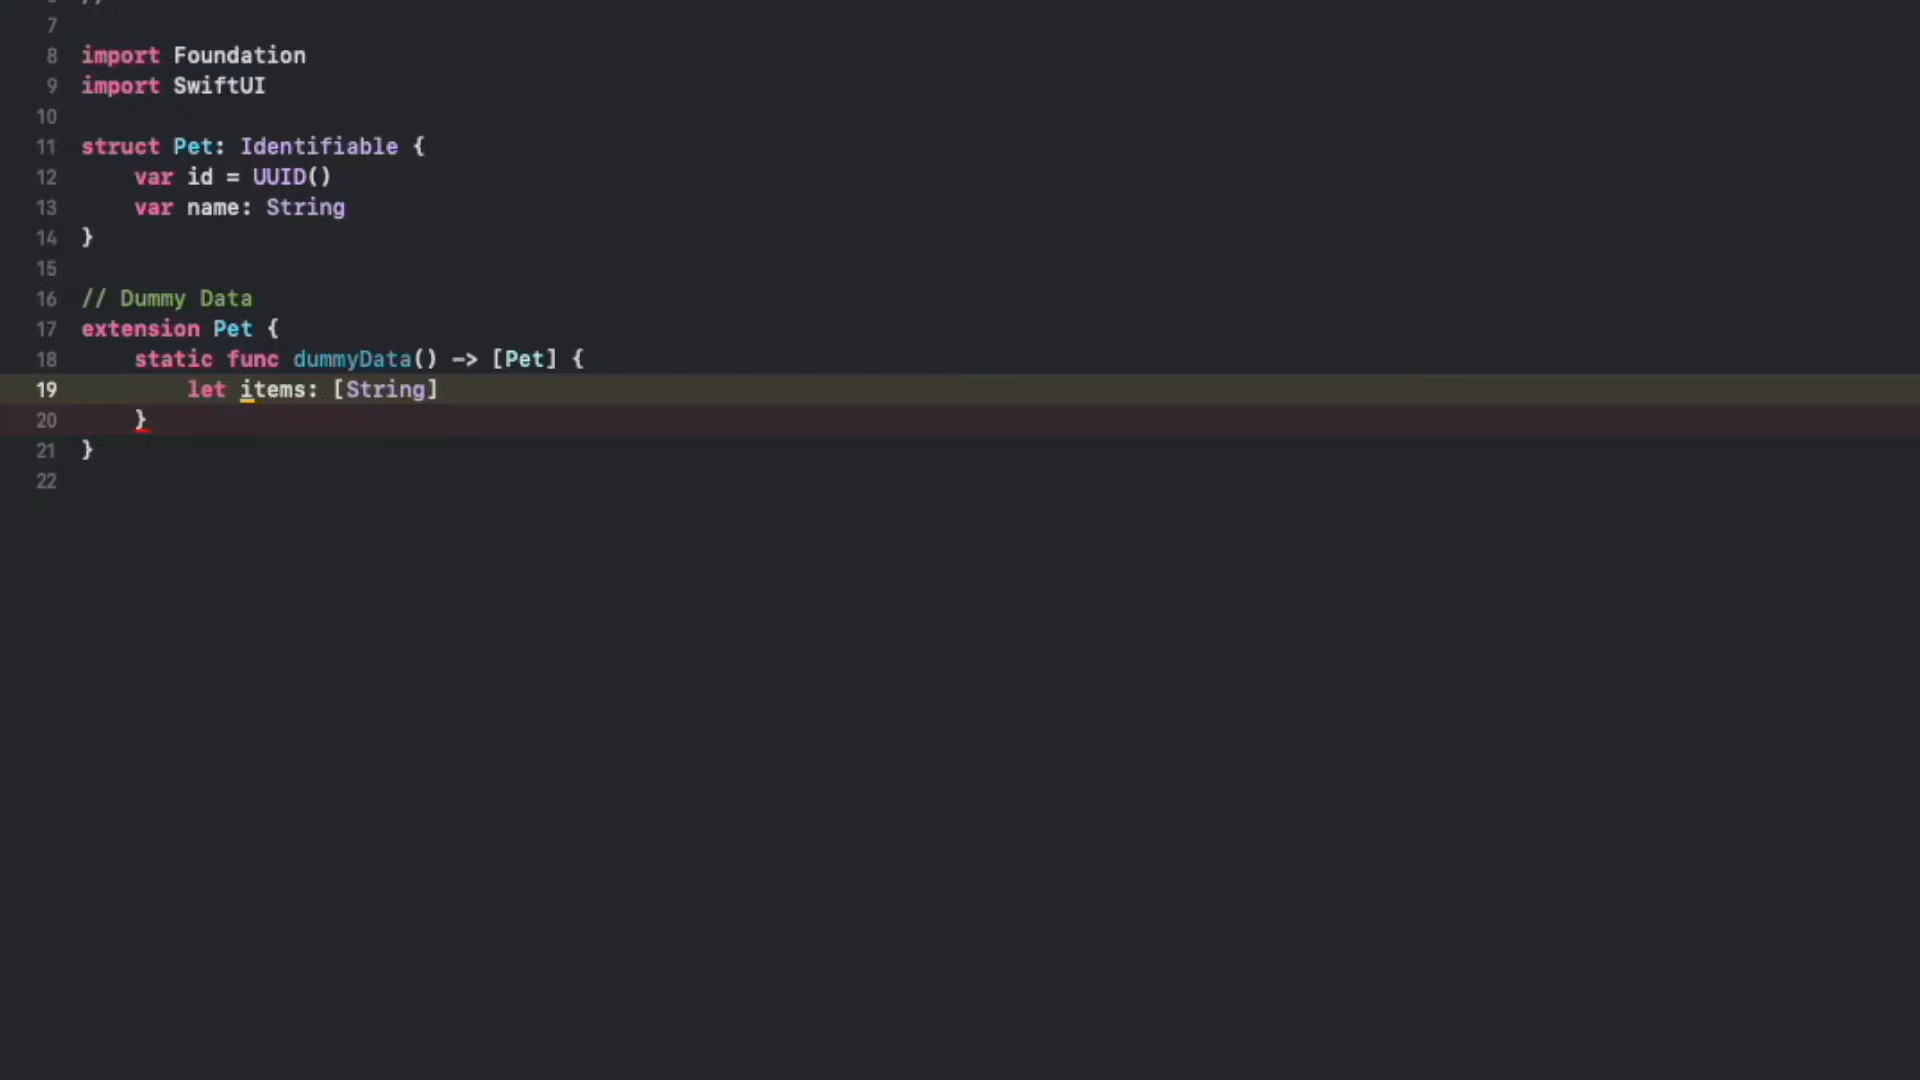 7
8 import Foundation
9 import SwiftUI
10
11 struct Pet: Identifiable {
12     var id = UUID()
13     var name: String
14 }
15
16 // Dummy Data
17 extension Pet {
18     static func dummyData() -> [Pet] {
19         let items: [String]
20     }
21 }
22